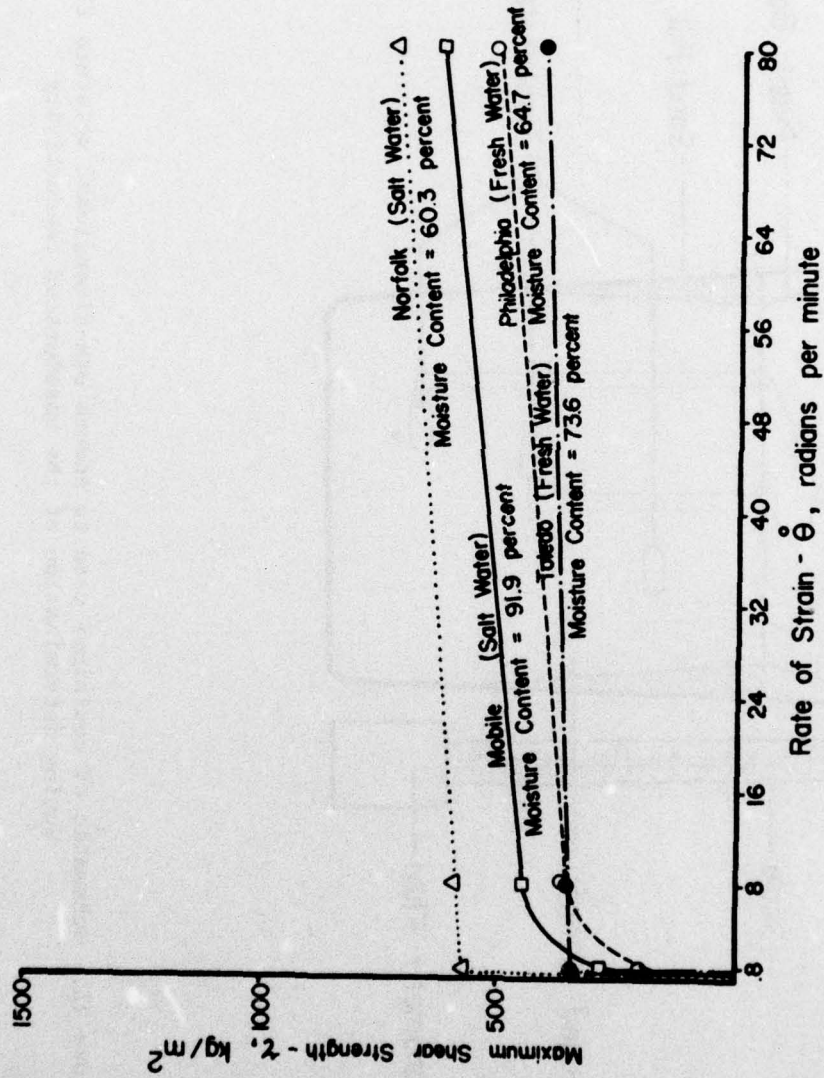 1500
1000
500
Maximum Shear Strength - τ, kg/m²
Norfolk (Salt Water)
Moisture Content = 60.3 percent
Mobile (Salt Water)
Moisture Content = 91.9 percent
Philadelphia (Fresh Water)
Moisture Content = 64.7 percent
Toledo (Fresh Water)
Moisture Content = 73.6 percent
.8 8 16 24 32 40 48 56 64 72 80
Rate of Strain - θ̊, radians per minute